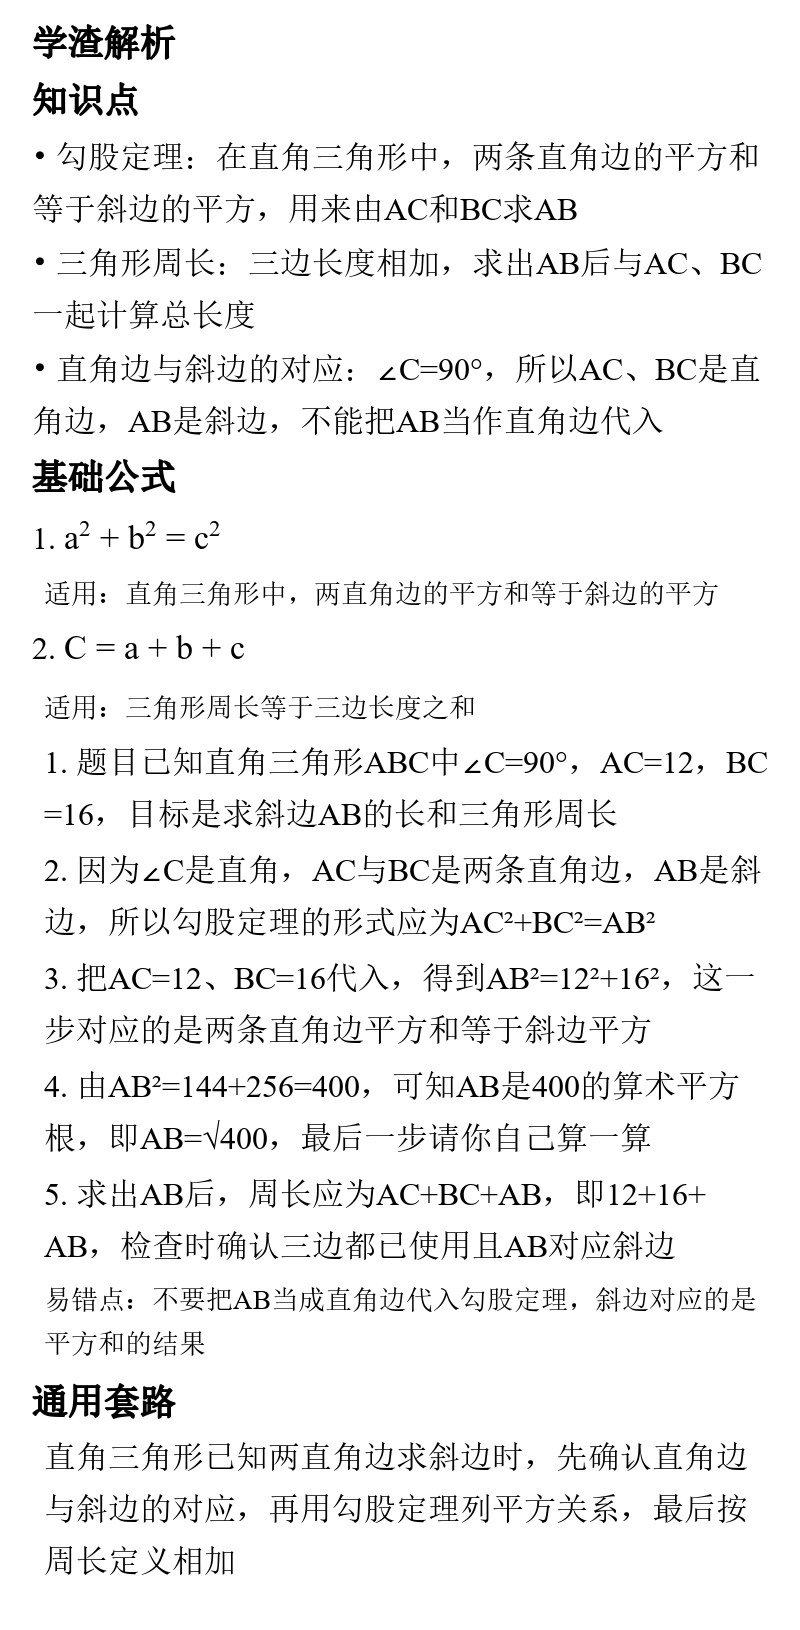 学渣解析
知识点
• 勾股定理：在直角三角形中，两条直角边的平方和
等于斜边的平方，用来由AC和BC求AB
• 三角形周长：三边长度相加，求出AB后与AC、BC
一起计算总长度
• 直角边与斜边的对应：∠C=90°，所以AC、BC是直
角边，AB是斜边，不能把AB当作直角边代入
基础公式
1. a² + b² = c²
适用：直角三角形中，两直角边的平方和等于斜边的平方
2. C = a + b + c
适用：三角形周长等于三边长度之和
1. 题目已知直角三角形ABC中∠C=90°，AC=12，BC
=16，目标是求斜边AB的长和三角形周长
2. 因为∠C是直角，AC与BC是两条直角边，AB是斜
边，所以勾股定理的形式应为AC²+BC²=AB²
3. 把AC=12、BC=16代入，得到AB²=12²+16²，这一
步对应的是两条直角边平方和等于斜边平方
4. 由AB²=144+256=400，可知AB是400的算术平方
根，即AB=√400，最后一步请你自己算一算
5. 求出AB后，周长应为AC+BC+AB，即12+16+
AB，检查时确认三边都已使用且AB对应斜边
易错点：不要把AB当成直角边代入勾股定理，斜边对应的是
平方和的结果
通用套路
直角三角形已知两直角边求斜边时，先确认直角边
与斜边的对应，再用勾股定理列平方关系，最后按
周长定义相加